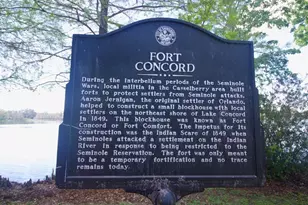 FORT
CONCORD
During the interbellum periods of the Seminole
Wars, local militia in the Casselberry area built
forts to protect settlers from Seminole attacks.
Aaron Jernigan, the original settler of Orlando,
helped to construct a small blockhouse with local
settlers on the northeast shore of Lake Concord
in 1849. This blockhouse was known as Fort
Concord or Fort Comfort. The impetus for its
construction was the Indian Scare of 1849 when
Seminoles attacked a settlement on the Indian
River in response to being restricted to the
Seminole Reservation. The fort was only meant
to be a temporary fortification and no trace
remains today.